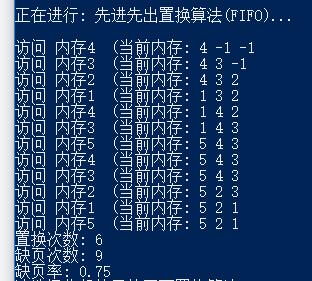 正在进行: 先进先出置换算法(FIFO)...
访问 内存4 (当前内存: 4 -1 -1
访问 内存3 (当前内存: 4 3 -1
访问 内存2 (当前内存: 4 3 2
访问 内存1 (当前内存: 1 3 2
访问 内存4 (当前内存: 1 4 2
访问 内存3 (当前内存: 1 4 3
访问 内存5 (当前内存: 5 4 3
访问 内存4 (当前内存: 5 4 3
访问 内存3 (当前内存: 5 4 3
访问 内存2 (当前内存: 5 2 3
访问 内存1 (当前内存: 5 2 1
访问 内存5 (当前内存: 5 2 1
置换次数: 6
缺页次数: 9
缺页率: 0.75